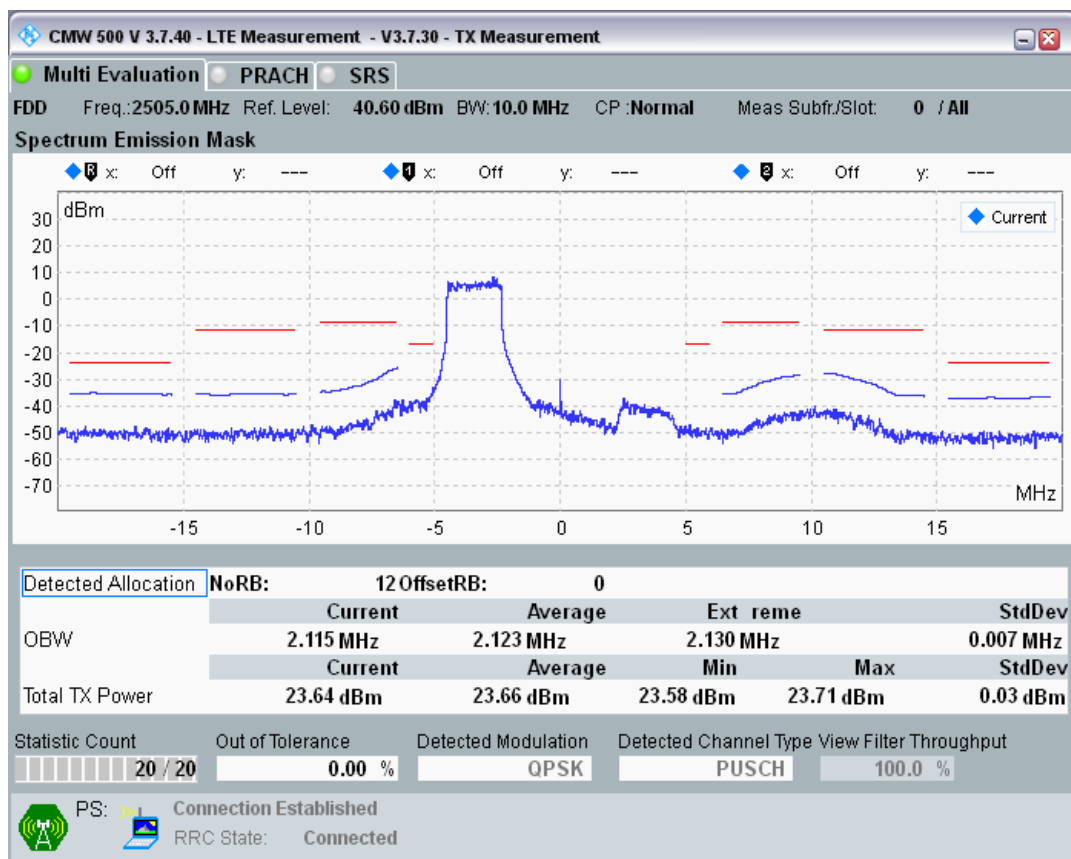 CMW 500 V 3.7.40 - LTE Measurement - V3.7.30 - TX Measurement
Multi Evaluation PRACH SRS
FDD Freq.:2505.0 MHz Ref. Level: 40.60 dBm BW: 10.0 MHz CP :Normal Meas Subfr./Slot: 0 / All
Spectrum Emission Mask
R x: Off y: --- 1 x: Off y: --- 2 x: Off y: ---
dBm
Current
30
20
10
0
-10
-20
-30
-40
-50
-60
-70
MHz
-15 -10 -5 0 5 10 15
Detected Allocation NoRB: 12 OffsetRB: 0
Current Average Ext reme StdDev
OBW 2.115 MHz 2.123 MHz 2.130 MHz 0.007 MHz
Current Average Min Max StdDev
Total TX Power 23.64 dBm 23.66 dBm 23.58 dBm 23.71 dBm 0.03 dBm
Statistic Count Out of Tolerance Detected Modulation Detected Channel Type View Filter Throughput
20 / 20 0.00 % QPSK PUSCH 100.0 %
PS: Connection Established
RRC State: Connected